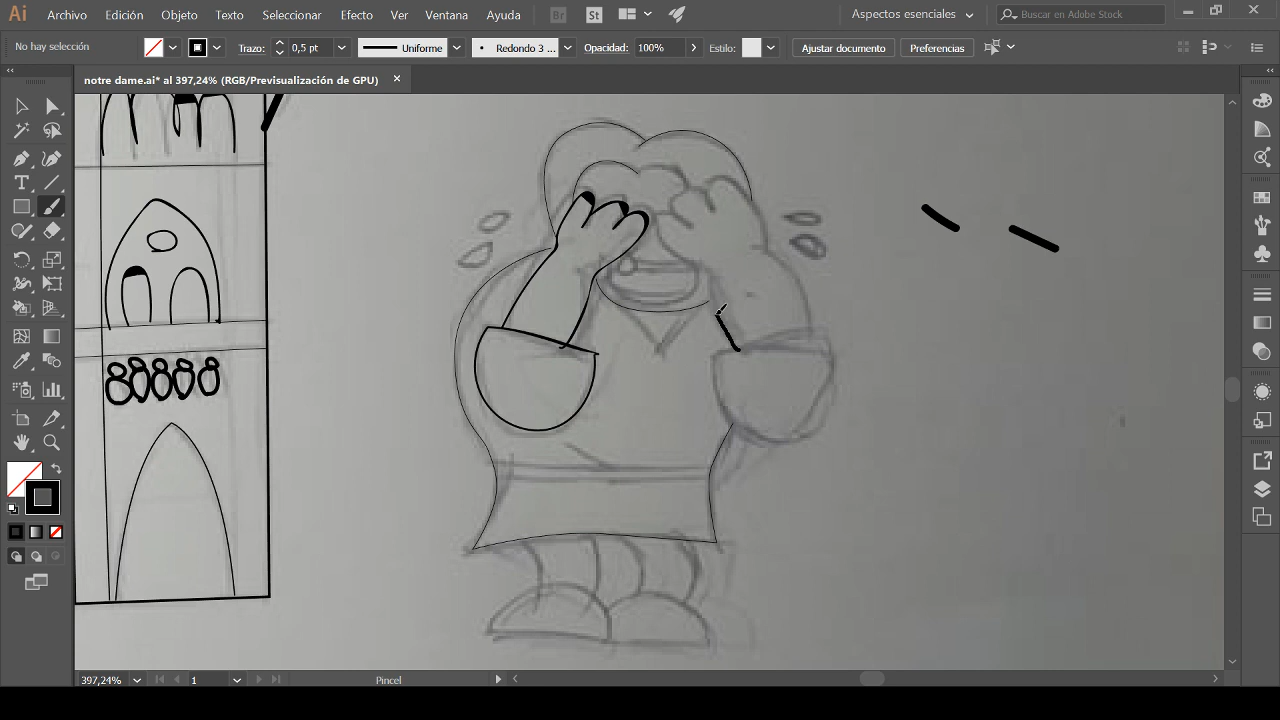 Ai Archivo Edición Objeto Texto Seleccionar Efecto Ver Ventana Ayuda Br St Aspectos esenciales Buscar en Adobe Stock
No hay selección Trazo: 0,5 pt Uniforme Redondo 3 ... Opacidad: 100% Estilo: Ajustar documento Preferencias
notre dame.ai* al 397,24% (RGB/Previsualización de GPU)
397,24% 1 Pincel